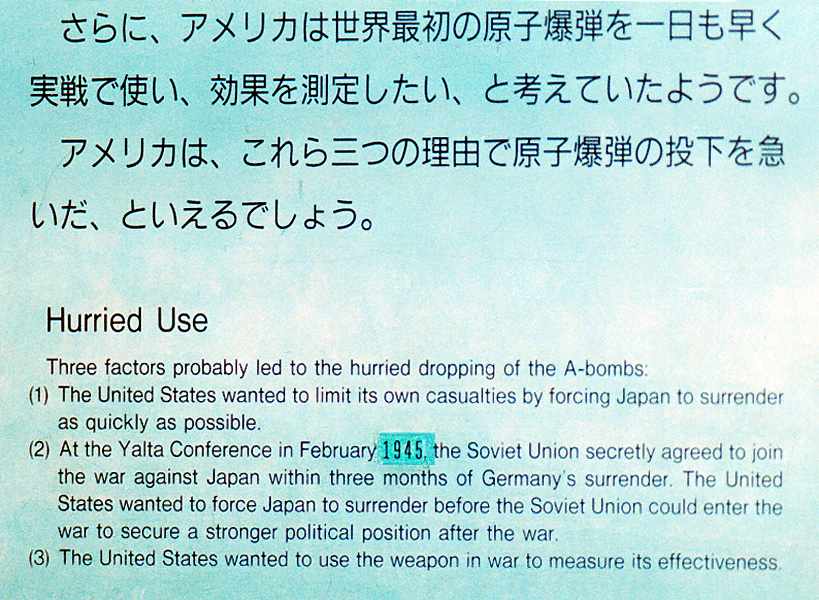 さらに、アメリカは世界最初の原子爆弾を一日も早く
実戦で使い、効果を測定したい、と考えていたようです。
アメリカは、これら三つの理由で原子爆弾の投下を急
いだ、といえるでしょう。
Hurried Use
Three factors probably led to the hurried dropping of the A-bombs:
(1) The United States wanted to limit its own casualties by forcing Japan to surrender
as quickly as possible.
(2) At the Yalta Conference in February 1945, the Soviet Union secretly agreed to join
the war against Japan within three months of Germany's surrender. The United
States wanted to force Japan to surrender before the Soviet Union could enter the
war to secure a stronger political position after the war.
(3) The United States wanted to use the weapon in war to measure its effectiveness.